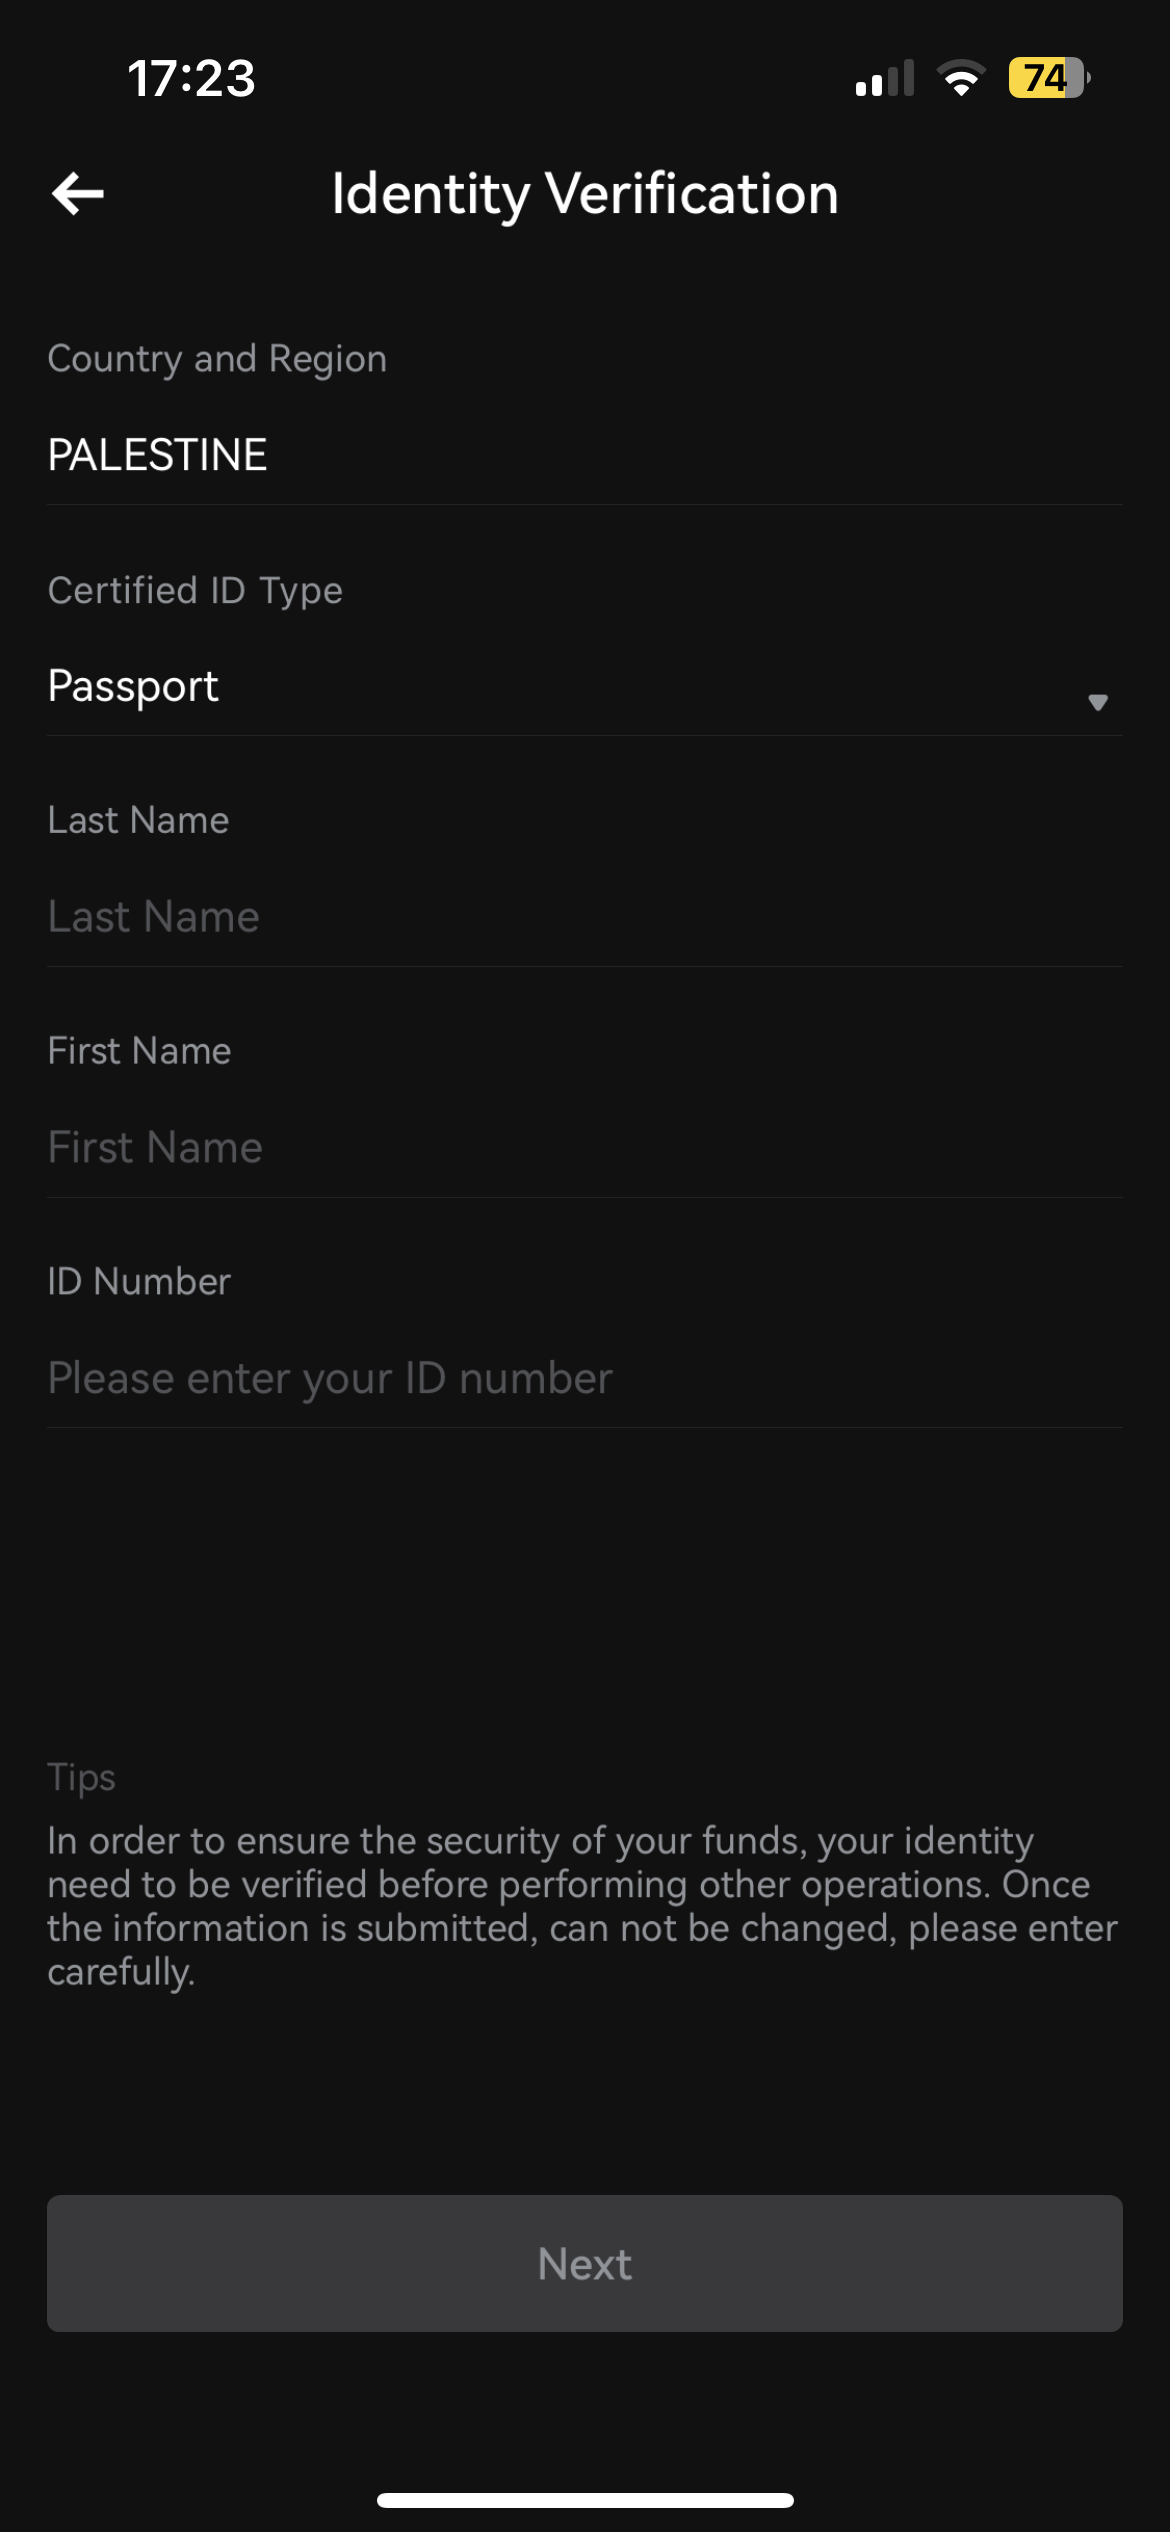 17:23
74
Identity Verification
Country and Region
PALESTINE
Certified ID Type
Passport
Last Name
Last Name
First Name
First Name
ID Number
Please enter your ID number
Tips
In order to ensure the security of your funds, your identity
need to be verified before performing other operations. Once
the information is submitted, can not be changed, please enter
carefully.
Next